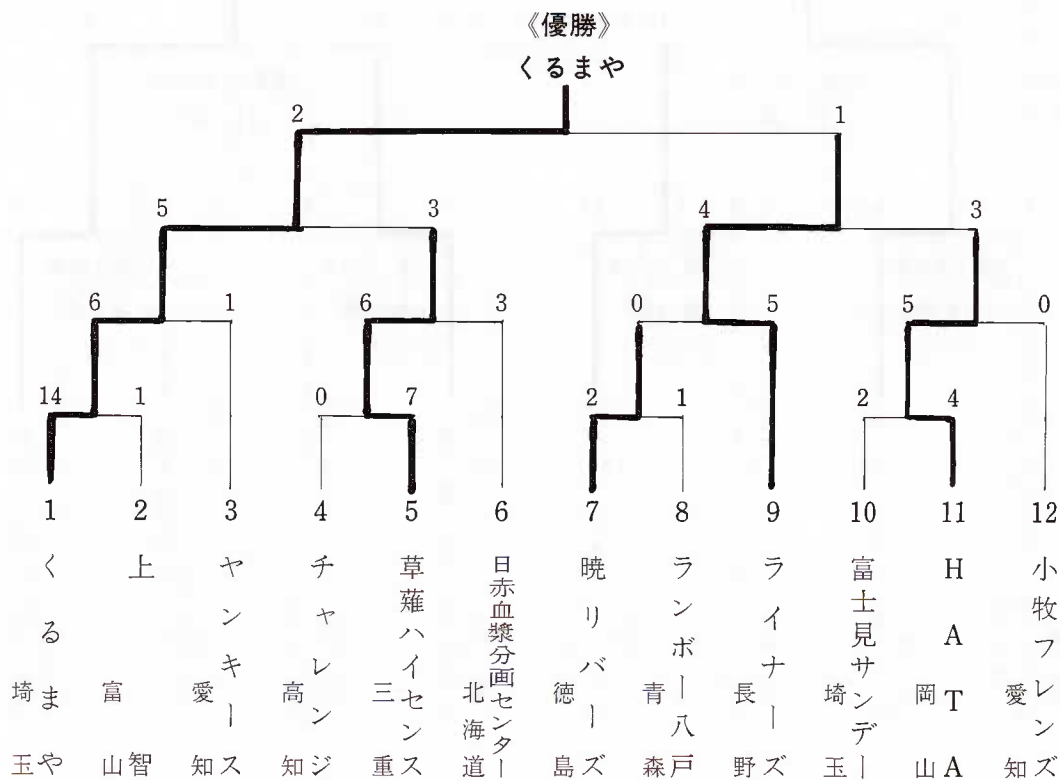 《優勝》
くるまや
2 1
5 3 4 3
6 1 6 3 0 5 5 0
14 1 0 7 2 1 2 4
1 2 3 4 5 6 7 8 9 10 11 12
くるまや
埼玉
上智
富山
ヤンキース
愛知
チャレンジ
高知
草薙ハイセンス
三重
日赤血漿分画センター
北海道
暁リバーズ
徳島
ランボー八戸
青森
ライナーズ
長野
富士見サンデー
埼玉
HATA
岡山
小牧フレンズ
愛知